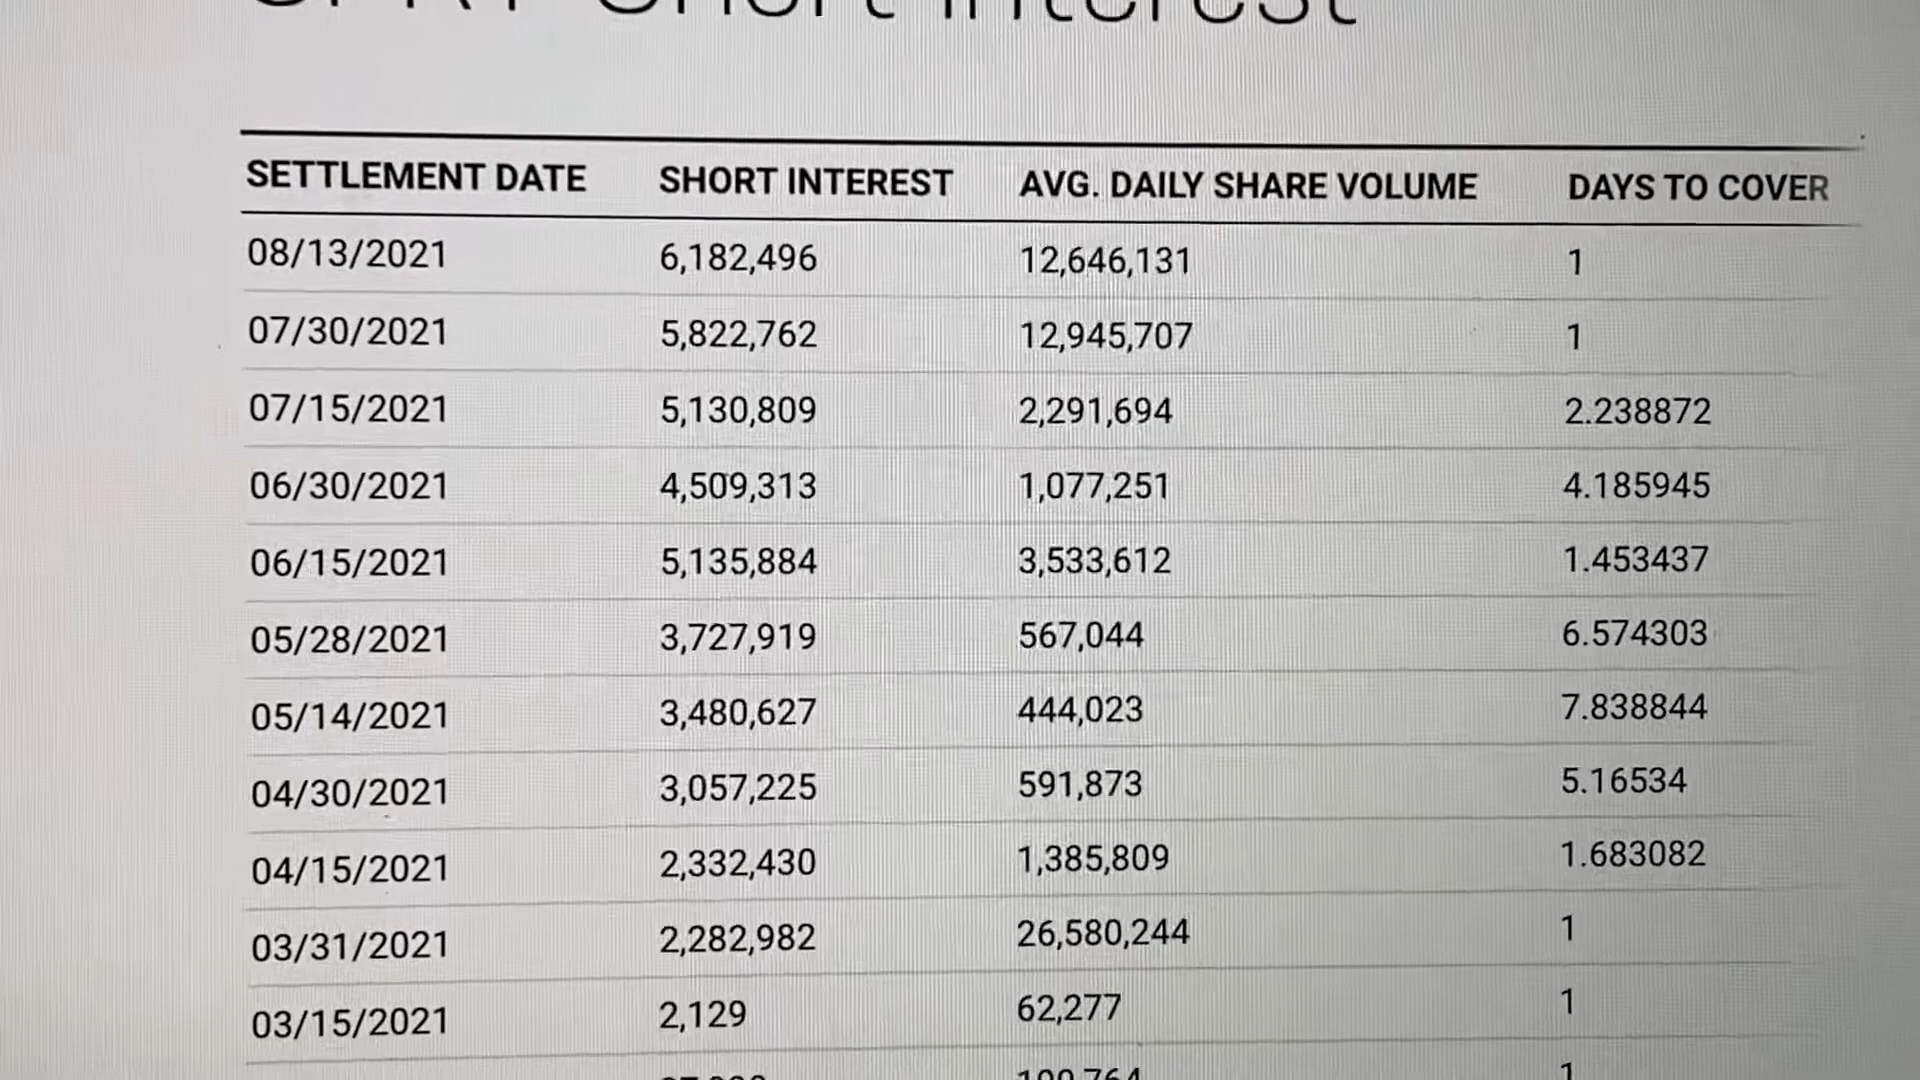 Short Interest
SETTLEMENT DATE SHORT INTEREST AVG. DAILY SHARE VOLUME DAYS TO COVER
08/13/2021 6,182,496 12,646,131 1
07/30/2021 5,822,762 12,945,707 1
07/15/2021 5,130,809 2,291,694 2.238872
06/30/2021 4,509,313 1,077,251 4.185945
06/15/2021 5,135,884 3,533,612 1.453437
05/28/2021 3,727,919 567,044 6.574303
05/14/2021 3,480,627 444,023 7.838844
04/30/2021 3,057,225 591,873 5.16534
04/15/2021 2,332,430 1,385,809 1.683082
03/31/2021 2,282,982 26,580,244 1
03/15/2021 2,129 62,277 1
1